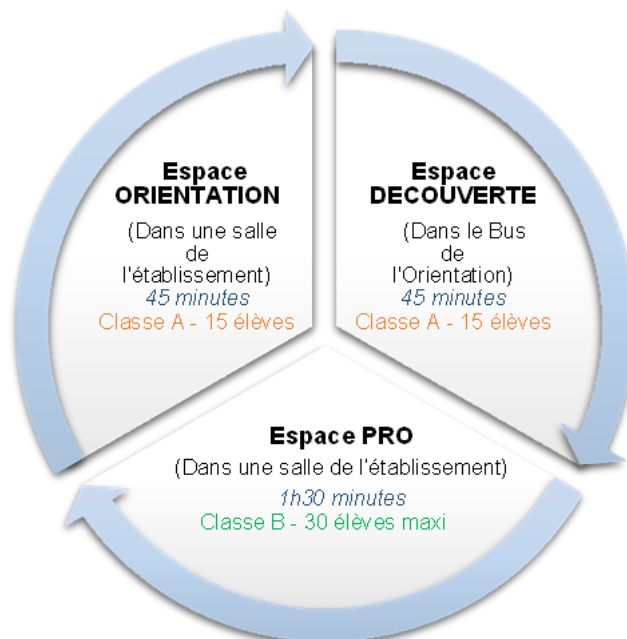 Espace
ORIENTATION
(Dans une salle
de
l'établissement)
45 minutes
Classe A - 15 élèves
Espace
DECOUVERTE
(Dans le Bus
de
l'Orientation)
45 minutes
Classe A - 15 élèves
Espace PRO
(Dans une salle de l'établissement)
1h30 minutes
Classe B - 30 élèves maxi